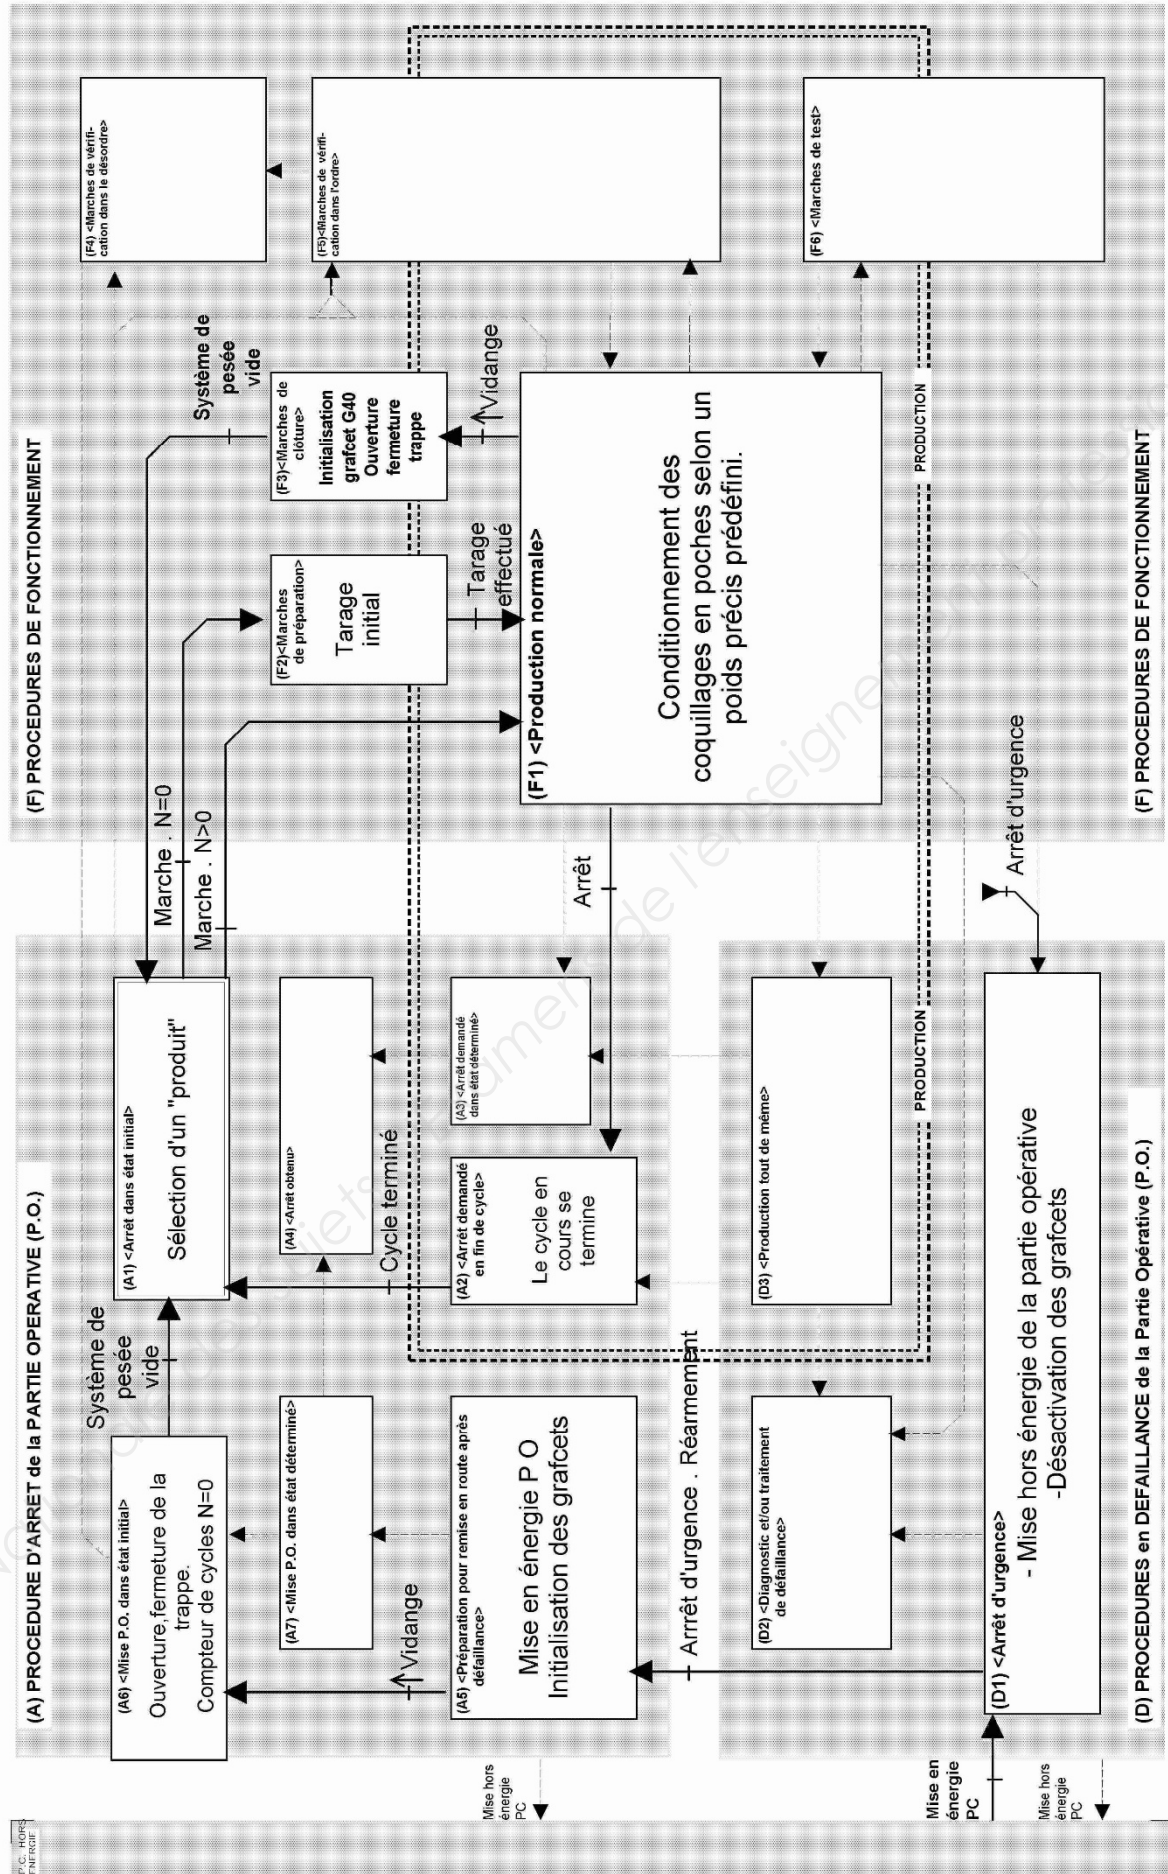 P.C. HORS
ENERGIE
(A) PROCEDURE D'ARRET de la PARTIE OPERATIVE (P.O.)
(F) PROCEDURES DE FONCTIONNEMENT
(A6) <Mise P.O. dans état initial>
Ouverture,fermeture de la
trappe.
Compteur de cycles N=0
Système de
pesée
vide
(A1) <Arrêt dans état initial>
Sélection d'un "produit"
Marche . N=0
Marche . N>0
(A7) <Mise P.O. dans état déterminé>
(A4) <Arrêt obtenu>
Vidange
Cycle terminé
(A5) <Préparation pour remise en route après
défaillance>
Mise en énergie P O
Initialisation des grafcets
(A2) <Arrêt demandé
en fin de cycle>
Le cycle en
cours se
termine
(A3) <Arrêt demandé
dans état déterminé>
Arrêt
(F2)<Marches
de préparation>
Tarage
initial
Tarage
effectué
(F3)<Marches de
clôture>
Initialisation
grafcet G40
Ouverture
fermeture
trappe
Système de
pesée
vide
Vidange
(F4) <Marches de vérifi-
cation dans le désordre>
(F5)<Marches de vérifi-
cation dans l'ordre>
(F6) <Marches de test>
(F1) <Production normale>
Conditionnement des
coquillages en poches selon un
poids précis prédéfini.
Mise hors
énergie
PC
Arrrêt d'urgence . Réarmement
(D2) <Diagnostic et/ou traitement
de défaillance>
(D3) <Production tout de même>
PRODUCTION
PRODUCTION
Mise en
énergie
PC
(D1) <Arrêt d'urgence>
- Mise hors énergie de la partie opérative
-Désactivation des grafcets
Arrêt d'urgence
Mise hors
énergie
PC
(D) PROCEDURES en DEFAILLANCE de la Partie Opérative (P.O.)
(F) PROCEDURES DE FONCTIONNEMENT